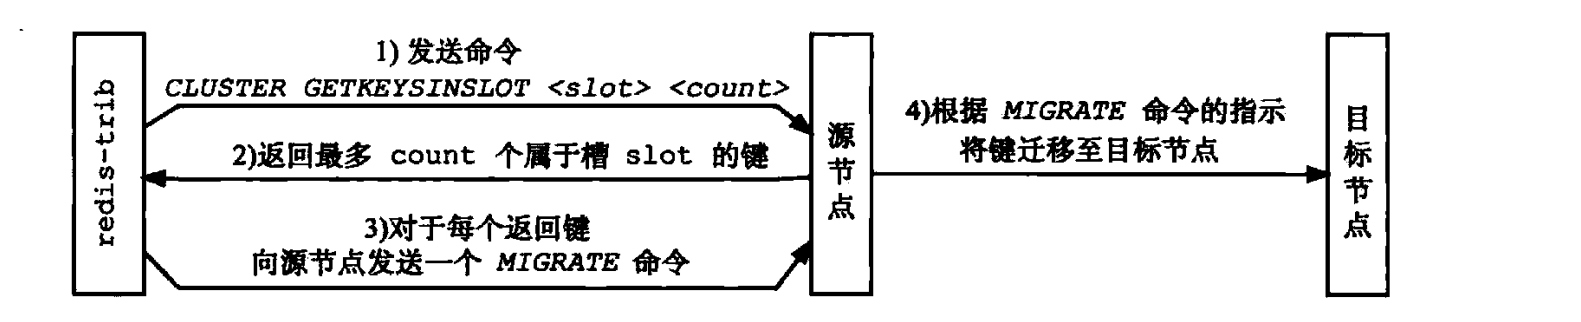 redis-trib
1) 发送命令
CLUSTER GETKEYSINSLOT <slot> <count>
2)返回最多 count 个属于槽 slot 的键
3)对于每个返回键
向源节点发送一个 MIGRATE 命令
源节点
4)根据 MIGRATE 命令的指示
将键迁移至目标节点
目标节点